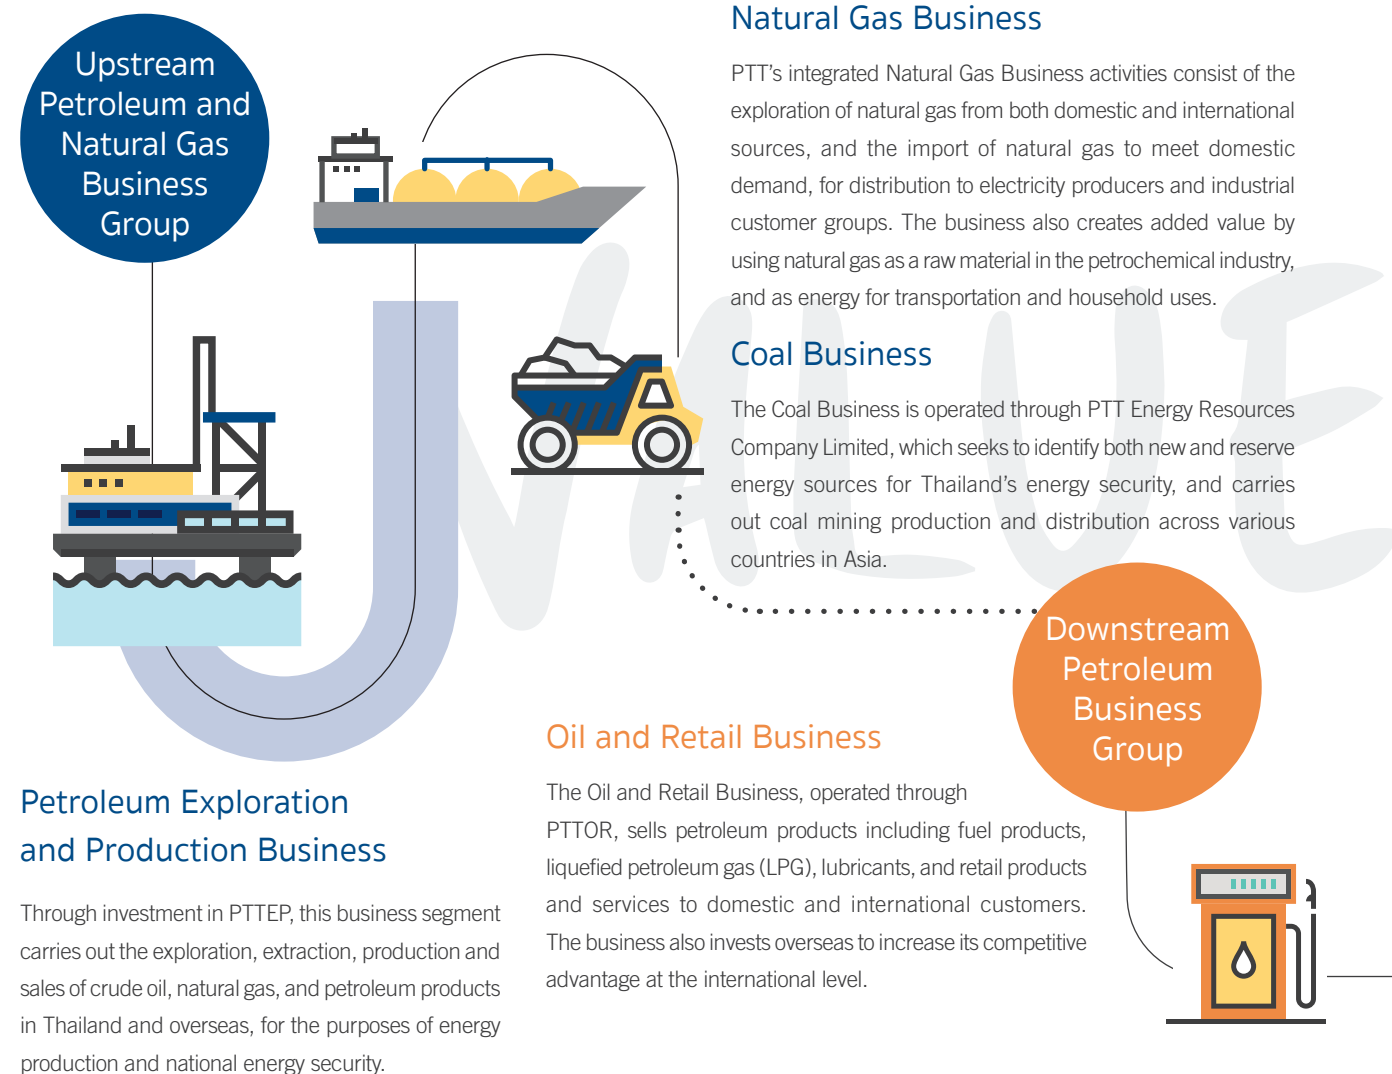 Upstream
Petroleum and
Natural Gas
Business
Group
Natural Gas Business
PTT's integrated Natural Gas Business activities consist of the
exploration of natural gas from both domestic and international
sources, and the import of natural gas to meet domestic
demand, for distribution to electricity producers and industrial
customer groups. The business also creates added value by
using natural gas as a raw material in the petrochemical industry,
and as energy for transportation and household uses.
Coal Business
The Coal Business is operated through PTT Energy Resources
Company Limited, which seeks to identify both new and reserve
energy sources for Thailand's energy security, and carries
out coal mining production and distribution across various
countries in Asia.
VALUE
Downstream
Petroleum
Business
Group
Petroleum Exploration
and Production Business
Through investment in PTTEP, this business segment
carries out the exploration, extraction, production and
sales of crude oil, natural gas, and petroleum products
in Thailand and overseas, for the purposes of energy
production and national energy security.
Oil and Retail Business
The Oil and Retail Business, operated through
PTTOR, sells petroleum products including fuel products,
liquefied petroleum gas (LPG), lubricants, and retail products
and services to domestic and international customers.
The business also invests overseas to increase its competitive
advantage at the international level.